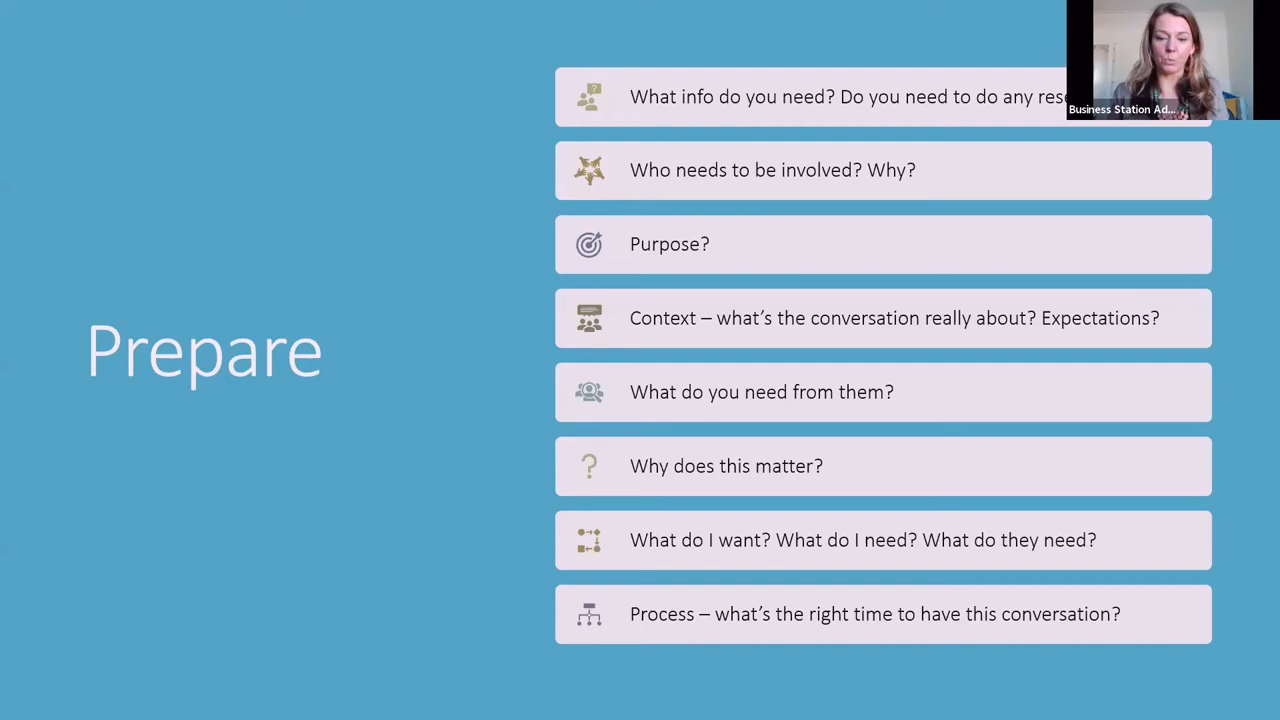 What info do you need? Do you need to do any
Business Station Ad...
Who needs to be involved? Why?
Purpose?
Context – what's the conversation really about? Expectations?
Prepare
What do you need from them?
Why does this matter?
What do I want? What do I need? What do they need?
Process – what's the right time to have this conversation?